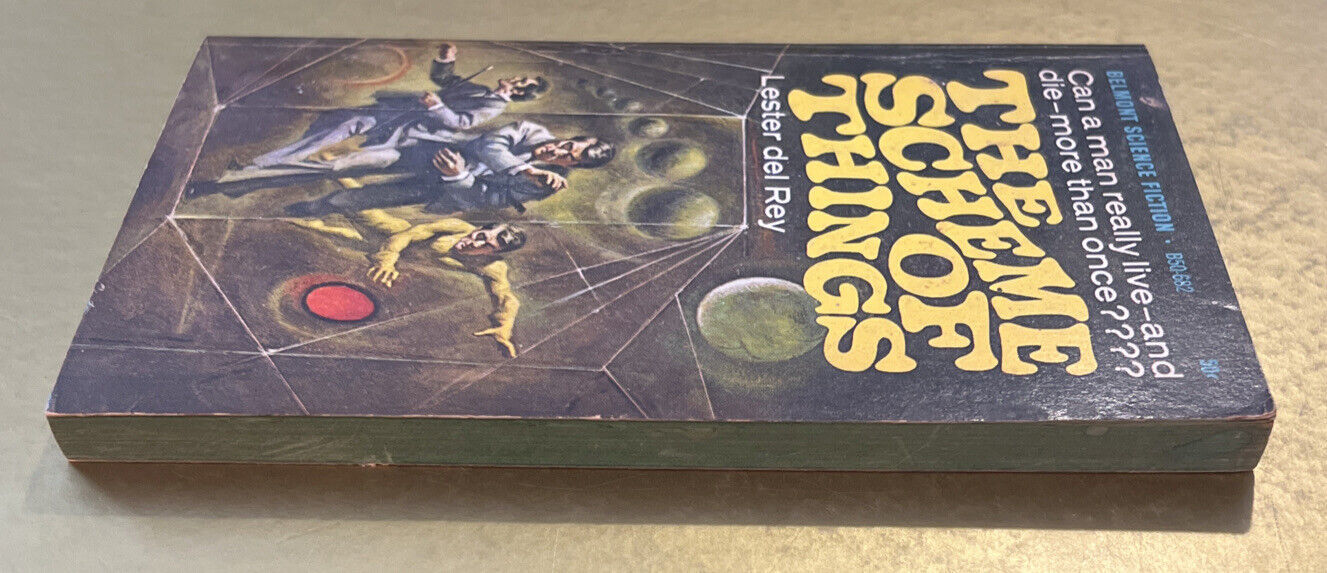 BELMONT SCIENCE FICTION · B50-682
50¢
Can a man really live–and
die–more than once????
THE
SCHEME
OF
THINGS
Lester del Rey